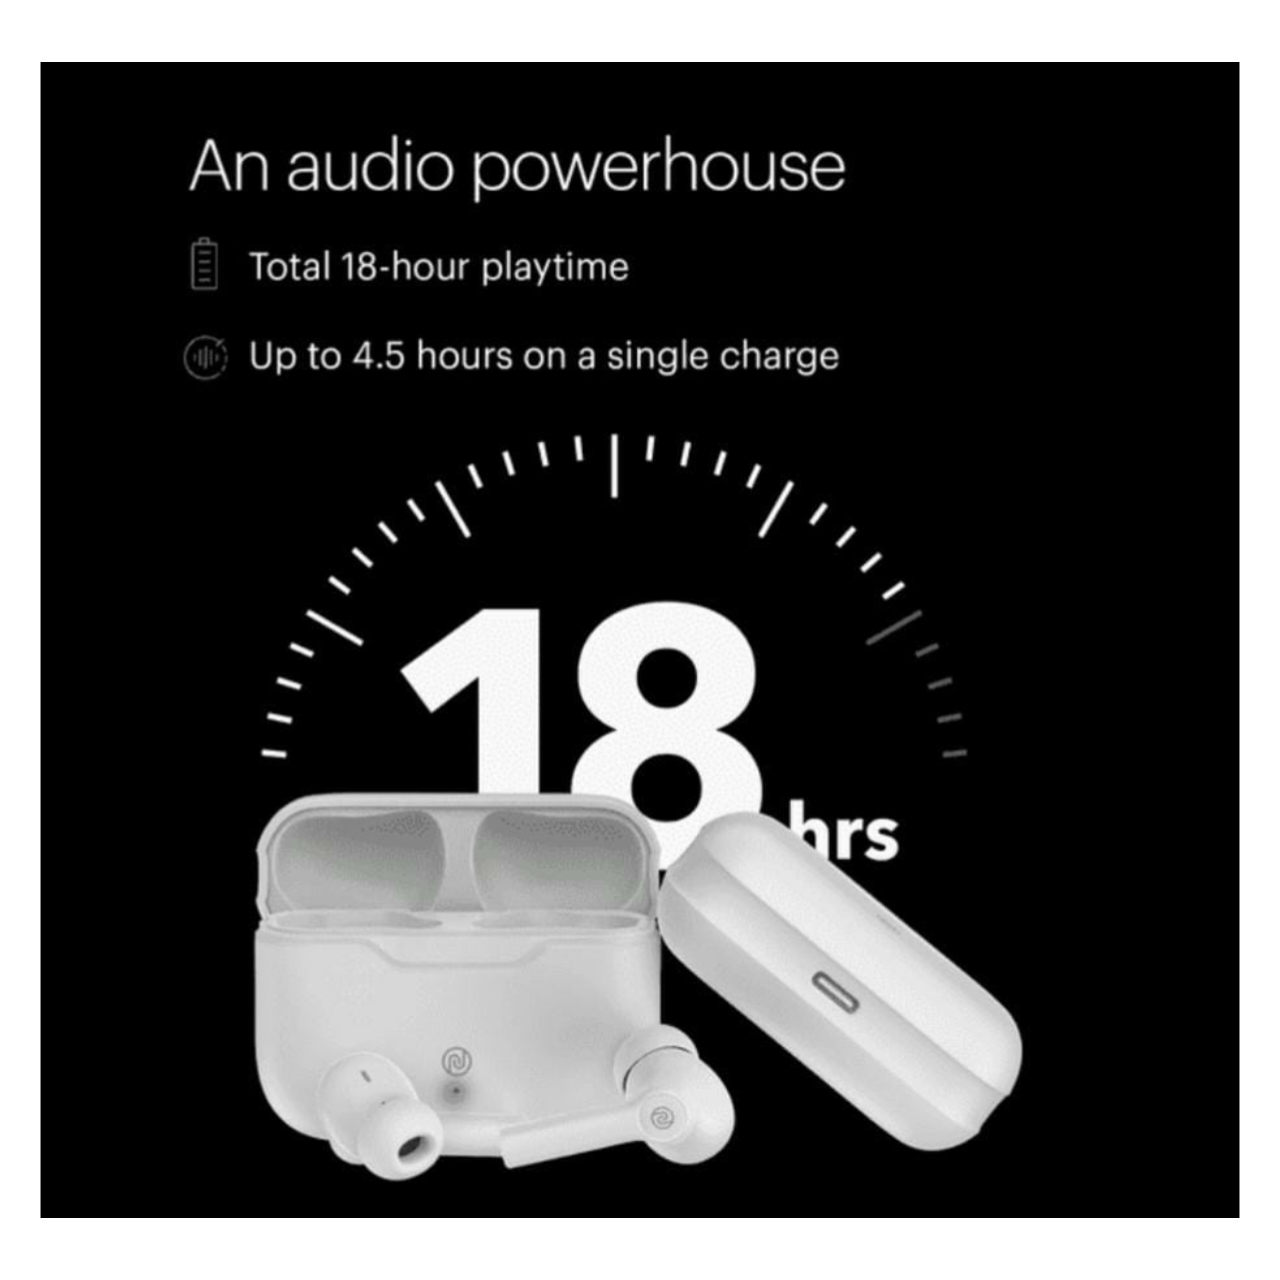 An audio powerhouse
Total 18-hour playtime
Up to 4.5 hours on a single charge
18
hrs